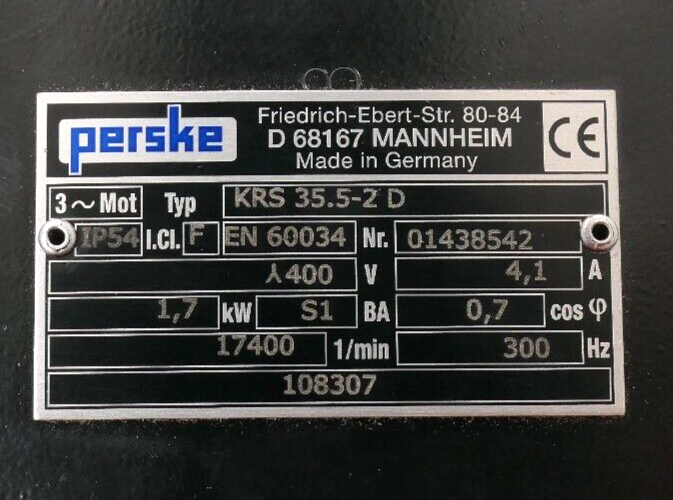 perske
Friedrich-Ebert-Str. 80-84
D 68167 MANNHEIM
Made in Germany
CE
3~Mot Typ KRS 35.5-2 D
IP54 I.Cl. F EN 60034 Nr. 01438542
⅄400 V 4,1 A
1,7 kW S1 BA 0,7 cos φ
17400 1/min 300 Hz
108307